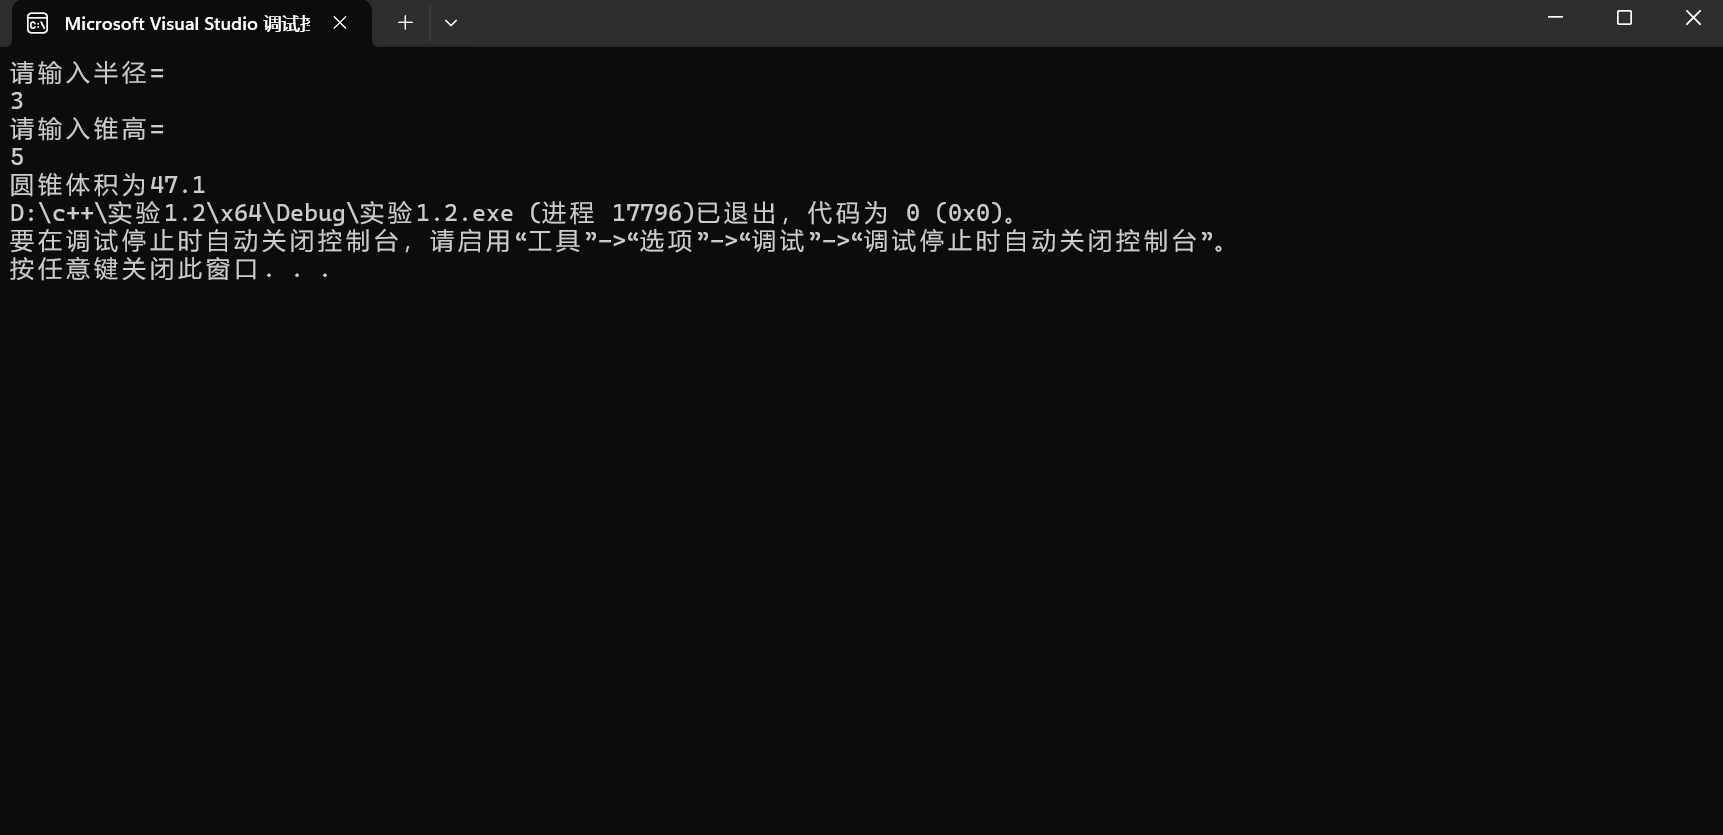 Microsoft Visual Studio 调试
请输入半径=
3
请输入锥高=
5
圆锥体积为47.1
D:\c++\实验1.2\x64\Debug\实验1.2.exe (进程 17796)已退出，代码为 0 (0x0)。
要在调试停止时自动关闭控制台，请启用“工具”->“选项”->“调试”->“调试停止时自动关闭控制台”。
按任意键关闭此窗口. . .